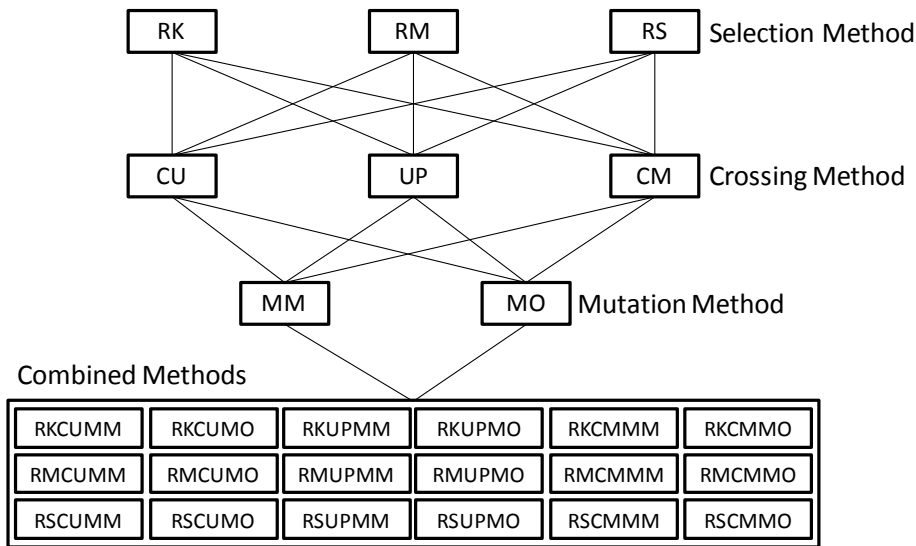 RK RM RS Selection Method
CU UP CM Crossing Method
MM MO Mutation Method
Combined Methods
RKCUMM RKCUMO RKUPMM RKUPMO RKCMMM RKCMMO
RMCUMM RMCUMO RMUPMM RMUPMO RMCMMM RMCMMO
RSCUMM RSCUMO RSUPMM RSUPMO RSCMMM RSCMMO